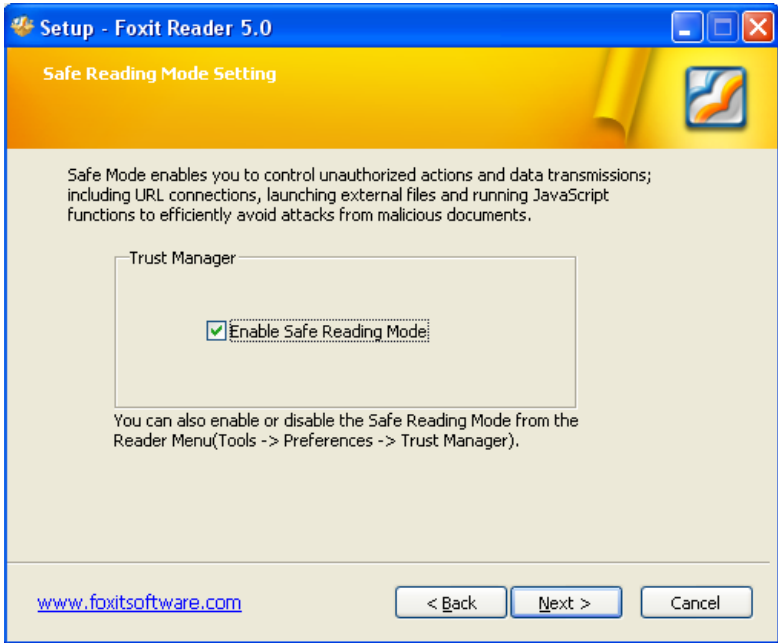 Setup - Foxit Reader 5.0
Safe Reading Mode Setting
Safe Mode enables you to control unauthorized actions and data transmissions;
including URL connections, launching external files and running JavaScript
functions to efficiently avoid attacks from malicious documents.
Trust Manager
Enable Safe Reading Mode
You can also enable or disable the Safe Reading Mode from the
Reader Menu(Tools -> Preferences -> Trust Manager).
www.foxitsoftware.com
< Back
Next >
Cancel